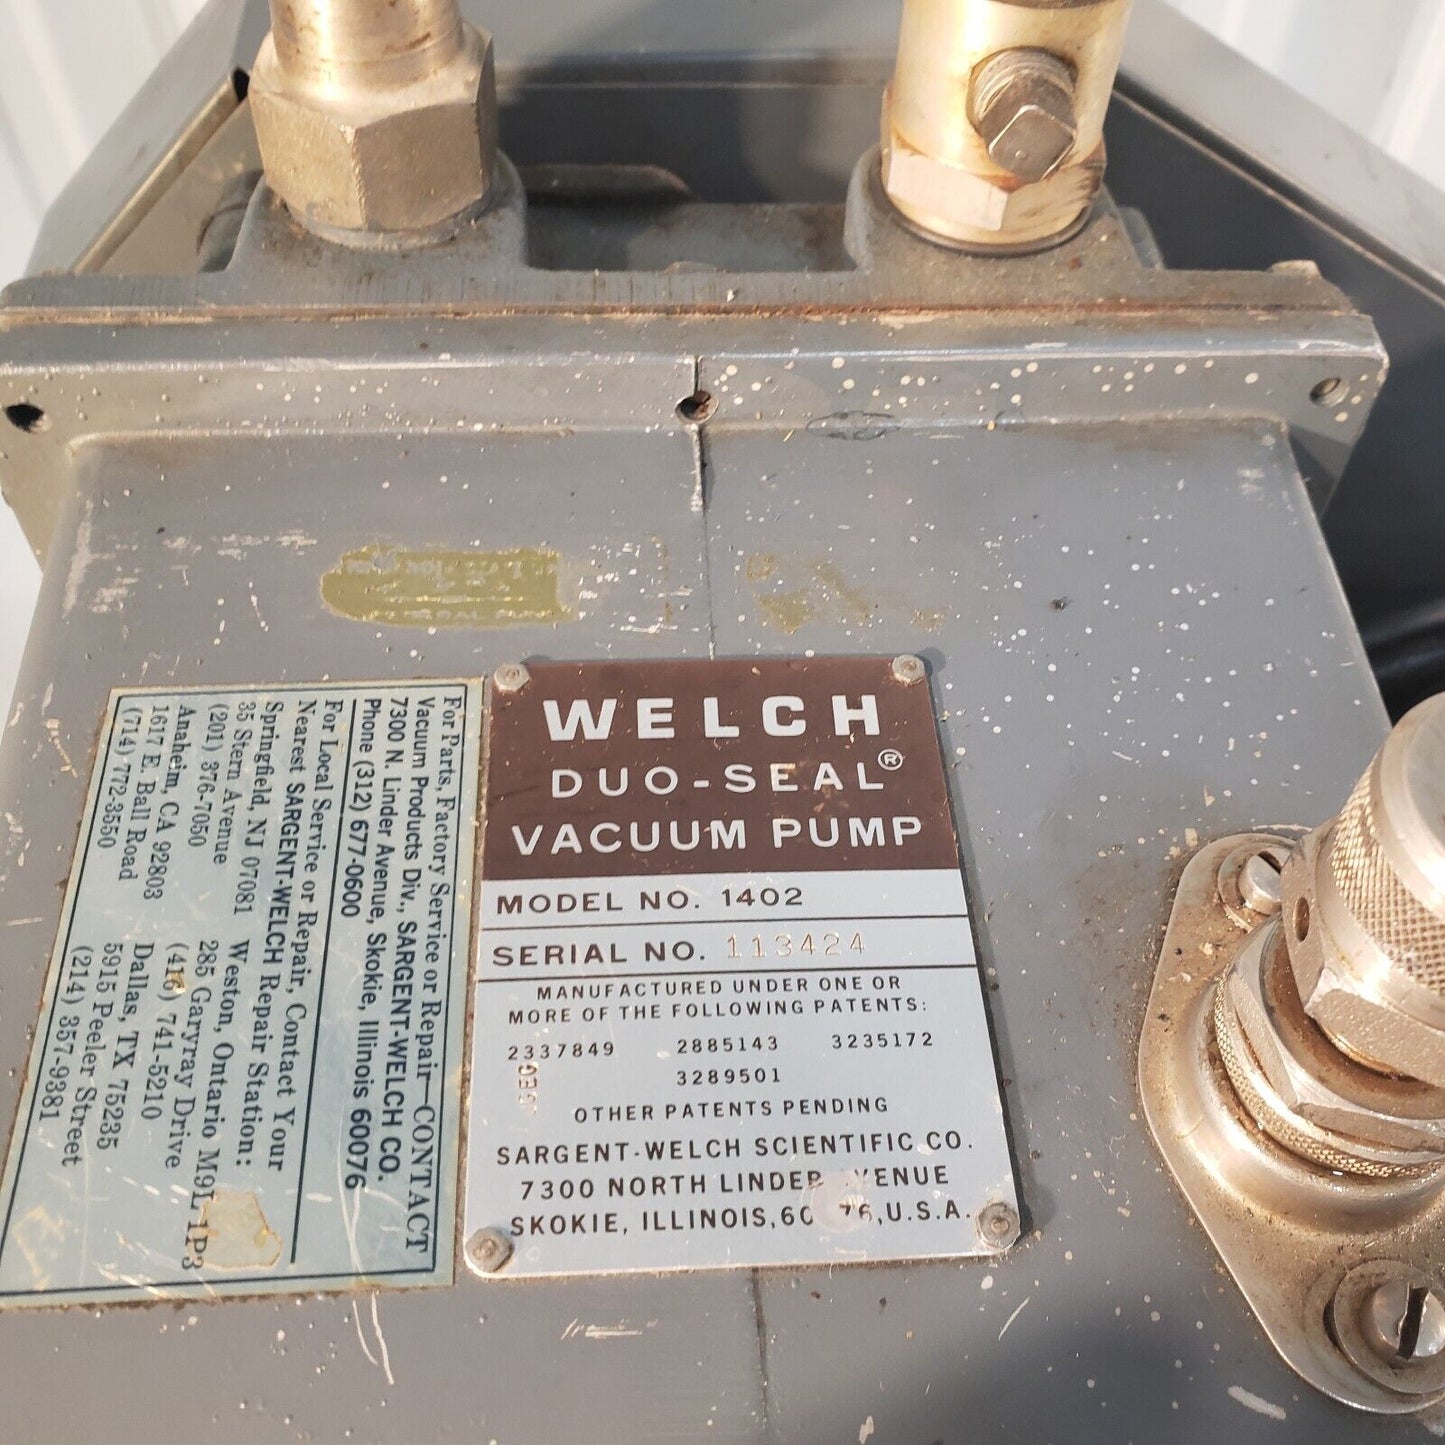 WELCH
DUO-SEAL®
VACUUM PUMP
MODEL NO. 1402
SERIAL NO. 113424
MANUFACTURED UNDER ONE OR
MORE OF THE FOLLOWING PATENTS:
2337849 2885143 3235172
3289501
OTHER PATENTS PENDING
SARGENT-WELCH SCIENTIFIC CO.
7300 NORTH LINDER AVENUE
SKOKIE, ILLINOIS, 60076, U.S.A.
For Parts, Factory Service or Repair—CONTACT
Vacuum Products Div., SARGENT-WELCH CO.
7300 N. Linder Avenue, Skokie, Illinois 60076
Phone (312) 677-0600
For Local Service or Repair, Contact Your
Nearest SARGENT-WELCH Repair Station:
Springfield, NJ 07081 Weston, Ontario M9L 1P3
35 Stern Avenue 285 Garyray Drive
(201) 376-7050 (416) 741-5210
Anaheim, CA 92803 Dallas, TX 75235
1617 E. Ball Road 5915 Peeler Street
(714) 772-3550 (214) 357-9381